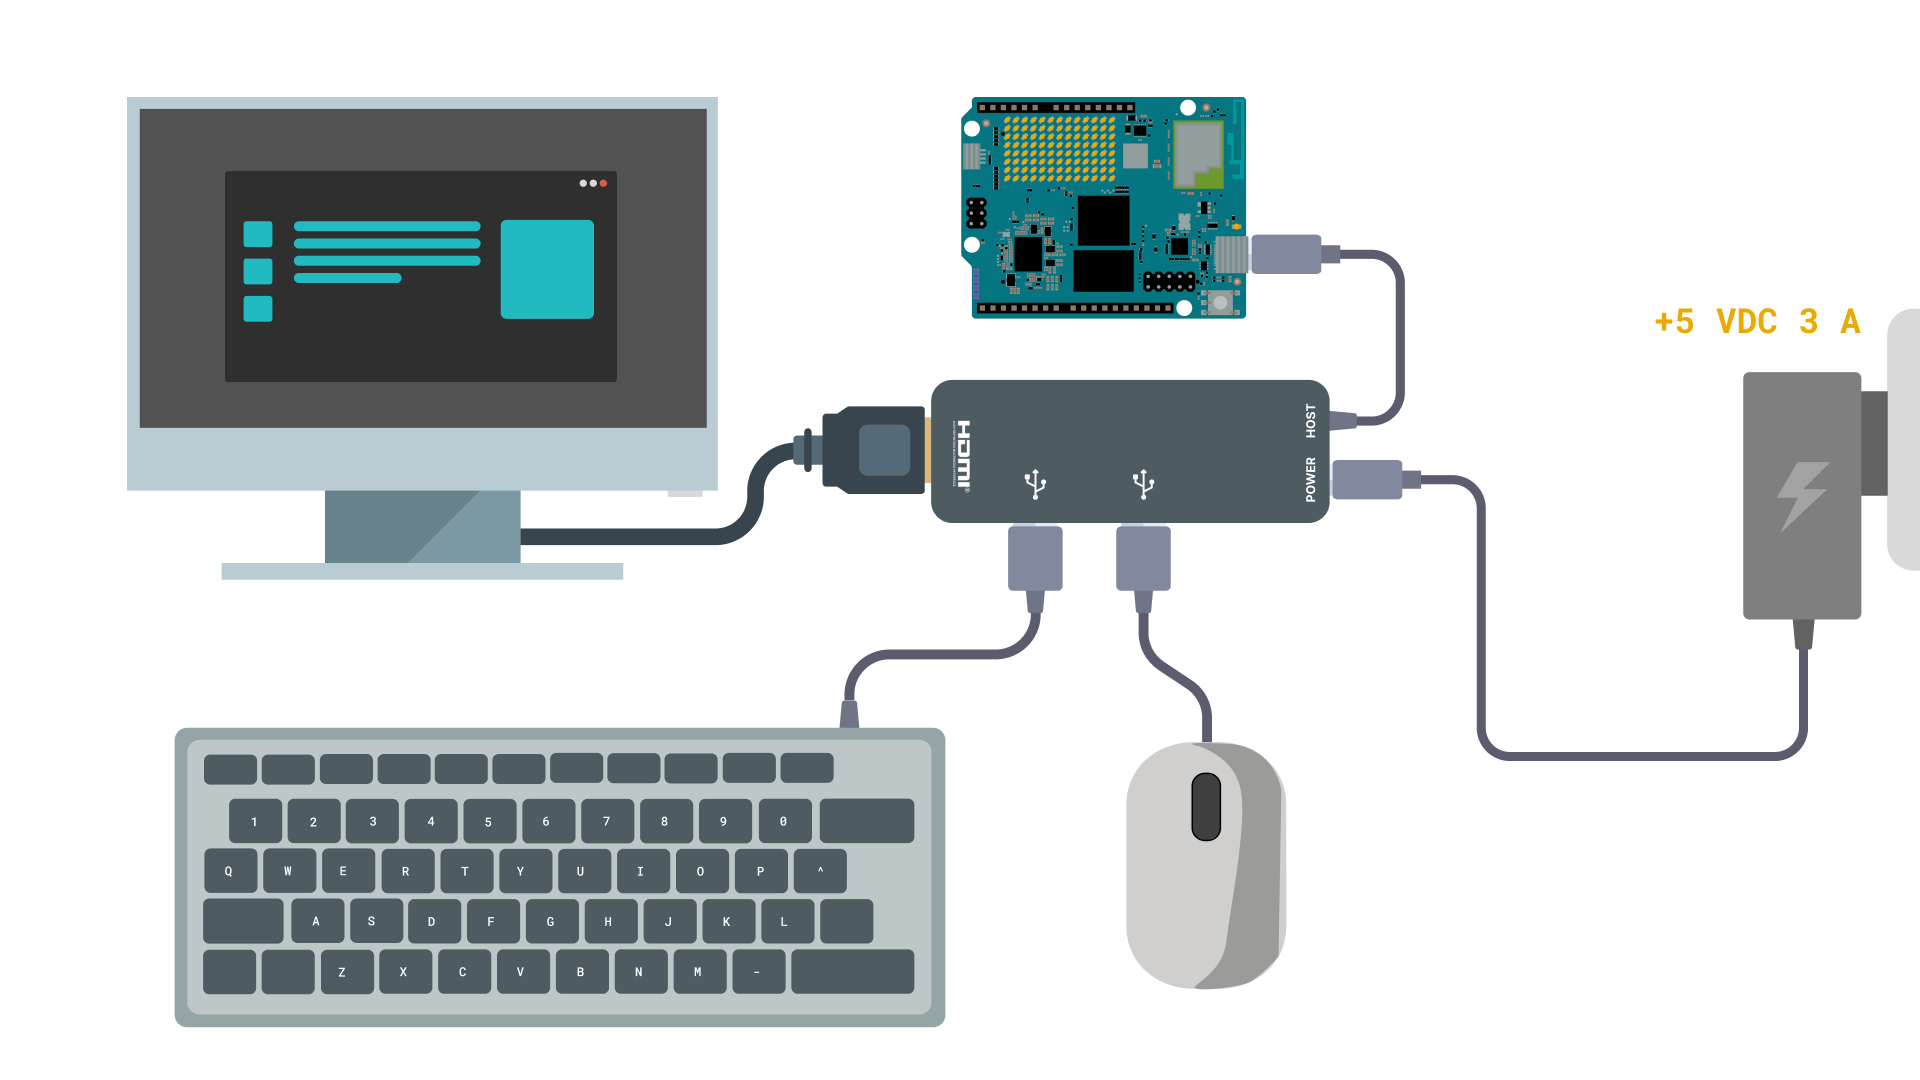 +5 VDC 3 A
HDMI
HOST
POWER
1 2 3 4 5 6 7 8 9 0
Q W E R T Y U I O P ^
A S D F G H J K L
Z X C V B N M -